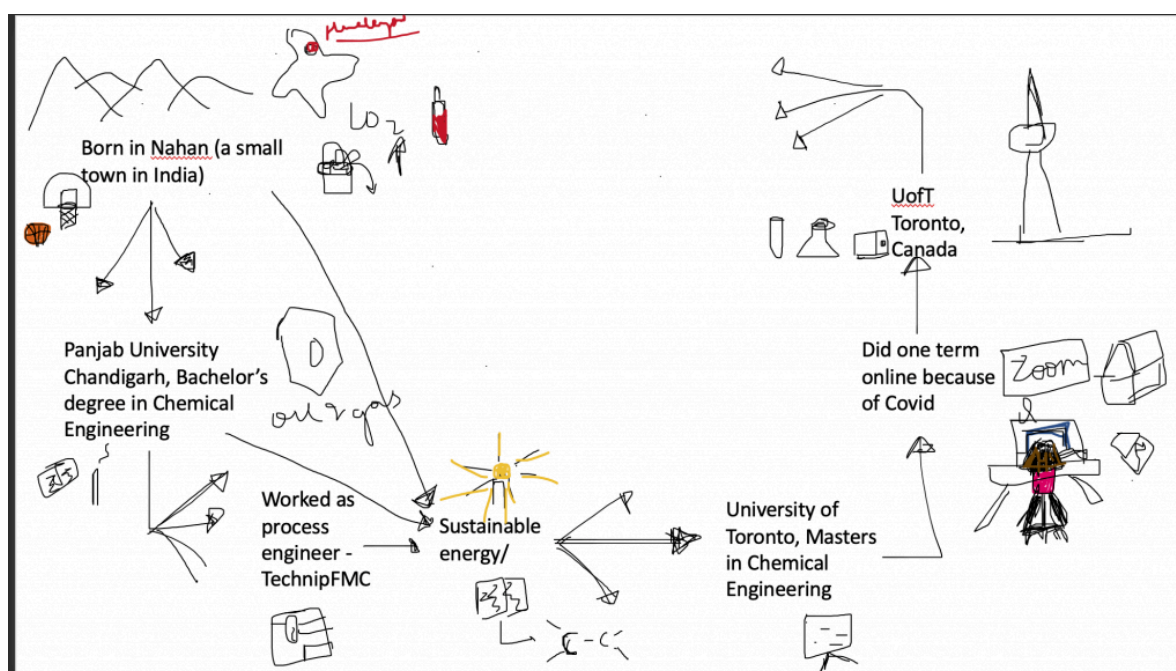 Born in Nahan (a small
town in India)
Panjab University
Chandigarh, Bachelor's
degree in Chemical
Engineering
oil & gas
Worked as
process
engineer -
TechnipFMC
Sustainable
energy/
C-C
University of
Toronto, Masters
in Chemical
Engineering
Did one term
online because
of Covid
Zoom
UofT
Toronto,
Canada